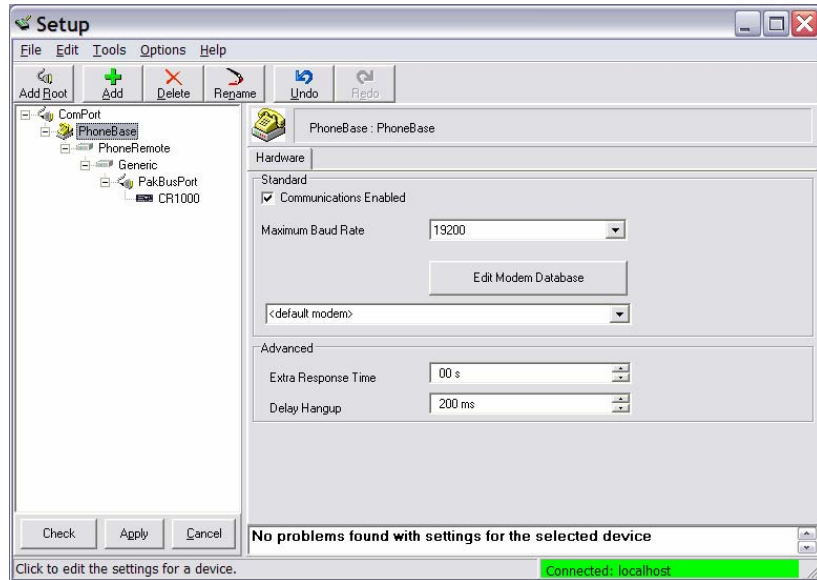 Setup
File Edit Tools Options Help
Add Root Add Delete Rename Undo Redo
ComPort
PhoneBase
PhoneRemote
Generic
PakBusPort
CR1000
PhoneBase : PhoneBase
Hardware
Standard
Communications Enabled
Maximum Baud Rate 19200
Edit Modem Database
<default modem>
Advanced
Extra Response Time 00 s
Delay Hangup 200 ms
Check Apply Cancel
No problems found with settings for the selected device
Click to edit the settings for a device. Connected: localhost